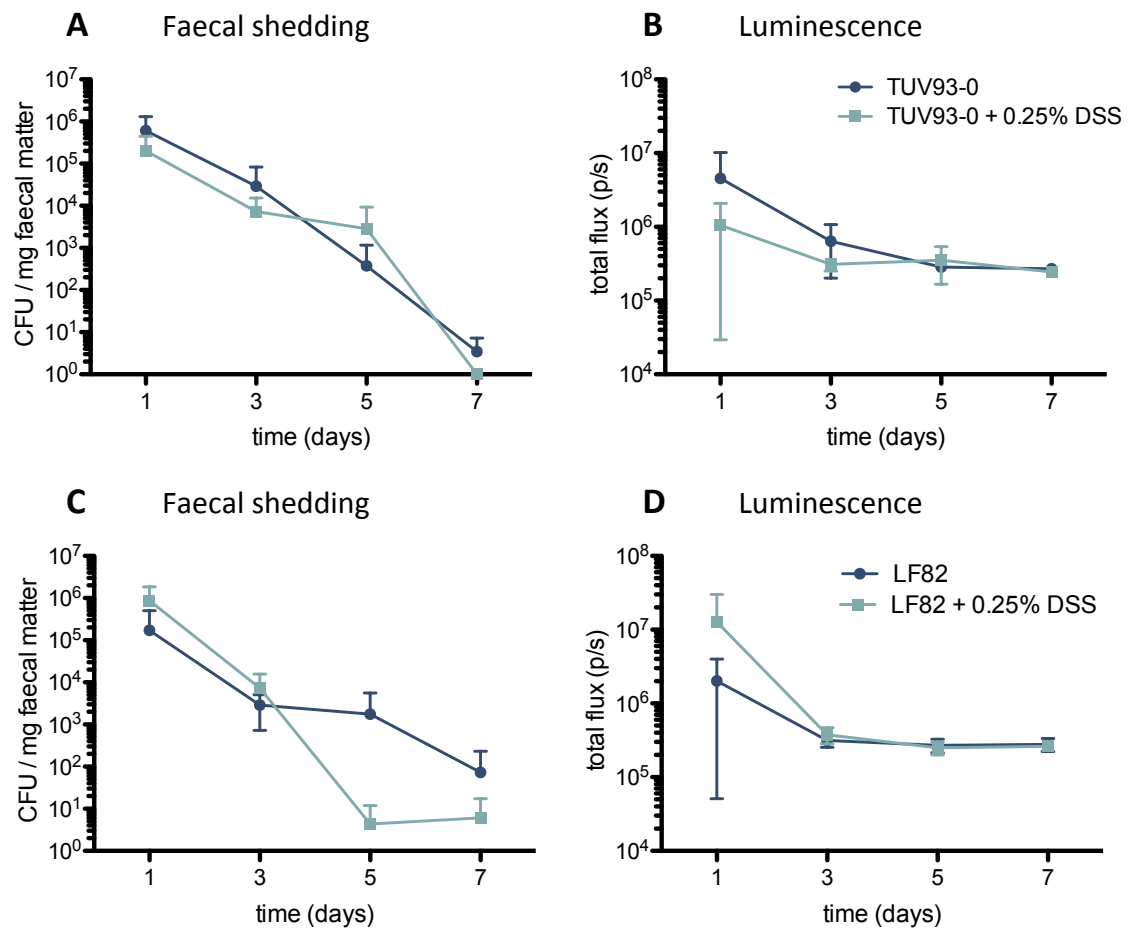 A Faecal shedding
CFU / mg faecal matter
10⁷
10⁶
10⁵
10⁴
10³
10²
10¹
10⁰
1 3 5 7
time (days)
B Luminescence
total flux (p/s)
10⁸
10⁷
10⁶
10⁵
10⁴
TUV93-0
TUV93-0 + 0.25% DSS
1 3 5 7
time (days)
C Faecal shedding
CFU / mg faecal matter
10⁷
10⁶
10⁵
10⁴
10³
10²
10¹
10⁰
1 3 5 7
time (days)
D Luminescence
total flux (p/s)
10⁸
10⁷
10⁶
10⁵
10⁴
LF82
LF82 + 0.25% DSS
1 3 5 7
time (days)